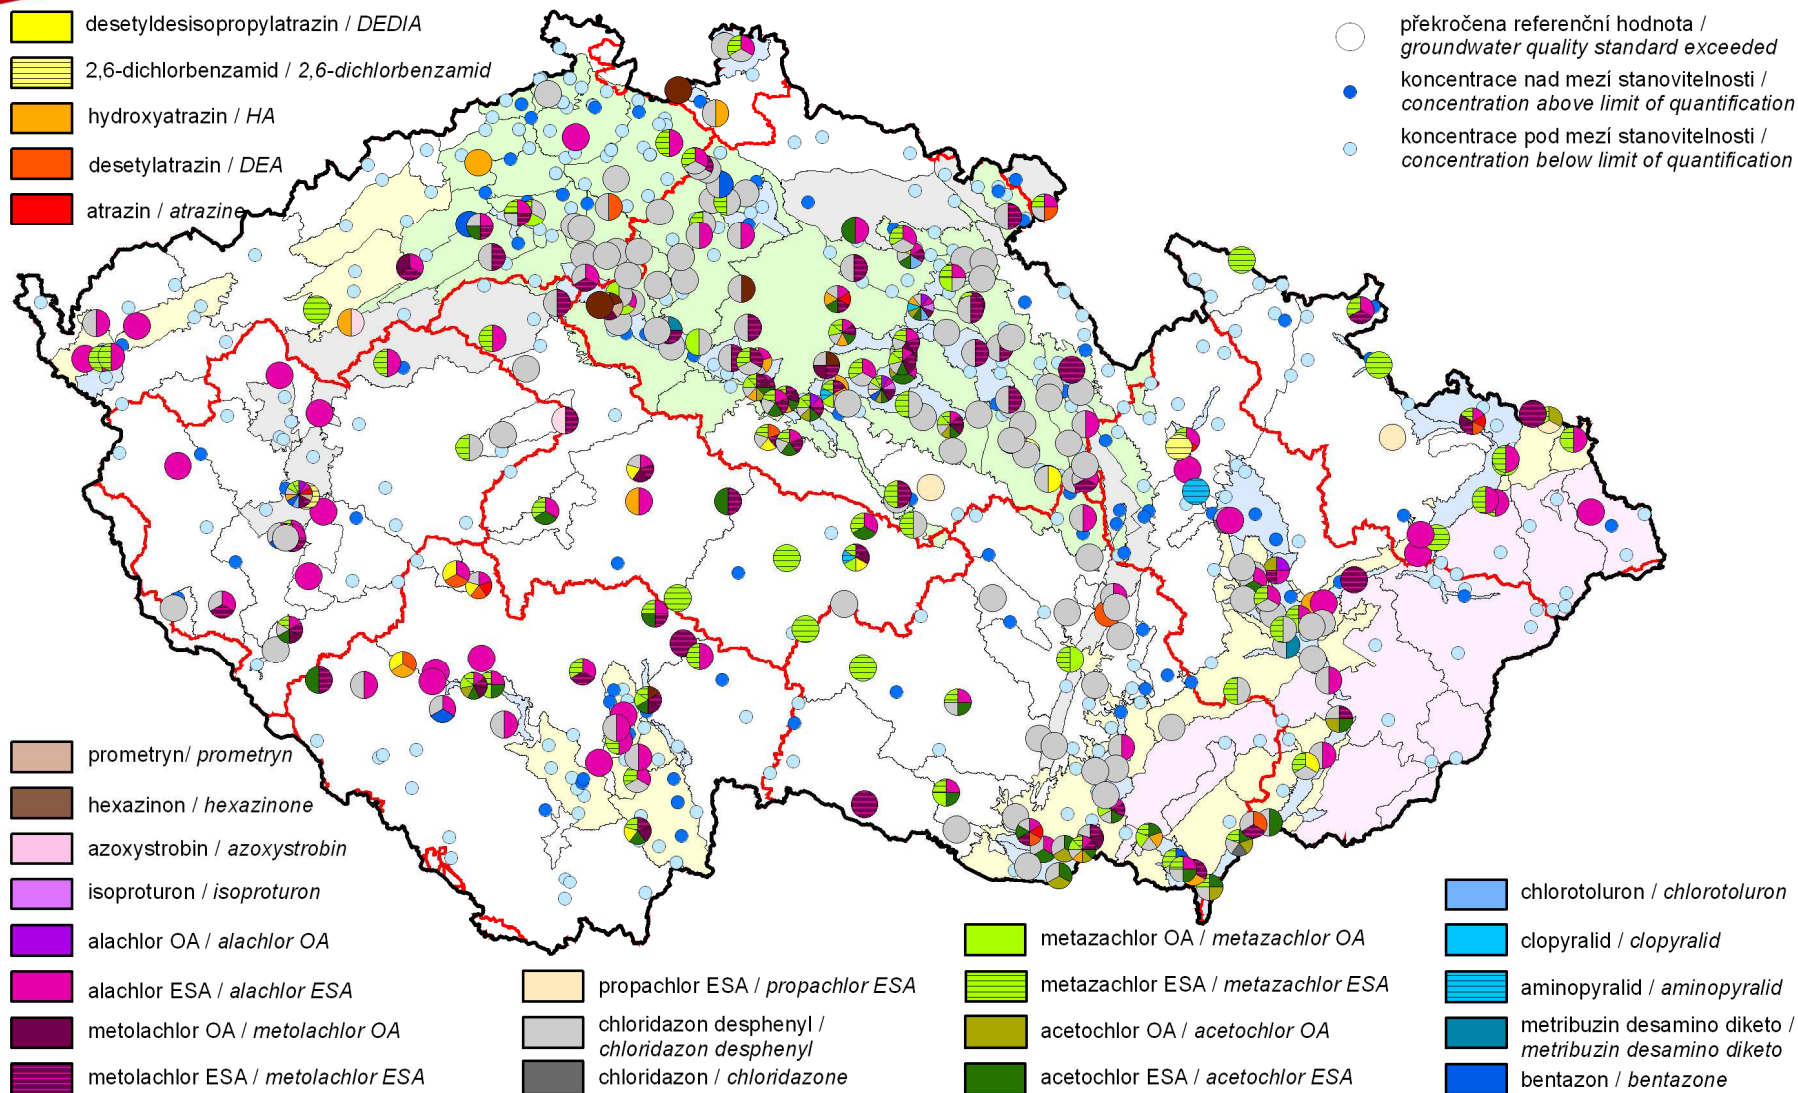 desetyldesisopropylatrazin / DEDIA
2,6-dichlorbenzamid / 2,6-dichlorbenzamid
hydroxyatrazin / HA
desetylatrazin / DEA
atrazin / atrazine
překročena referenční hodnota /
groundwater quality standard exceeded
koncentrace nad mezí stanovitelnosti /
concentration above limit of quantification
koncentrace pod mezí stanovitelnosti /
concentration below limit of quantification
prometryn/ prometryn
hexazinon / hexazinone
azoxystrobin / azoxystrobin
isoproturon / isoproturon
alachlor OA / alachlor OA
alachlor ESA / alachlor ESA
metolachlor OA / metolachlor OA
metolachlor ESA / metolachlor ESA
propachlor ESA / propachlor ESA
chloridazon desphenyl /
chloridazon desphenyl
chloridazon / chloridazone
metazachlor OA / metazachlor OA
metazachlor ESA / metazachlor ESA
acetochlor OA / acetochlor OA
acetochlor ESA / acetochlor ESA
chlorotoluron / chlorotoluron
clopyralid / clopyralid
aminopyralid / aminopyralid
metribuzin desamino diketo /
metribuzin desamino diketo
bentazon / bentazone